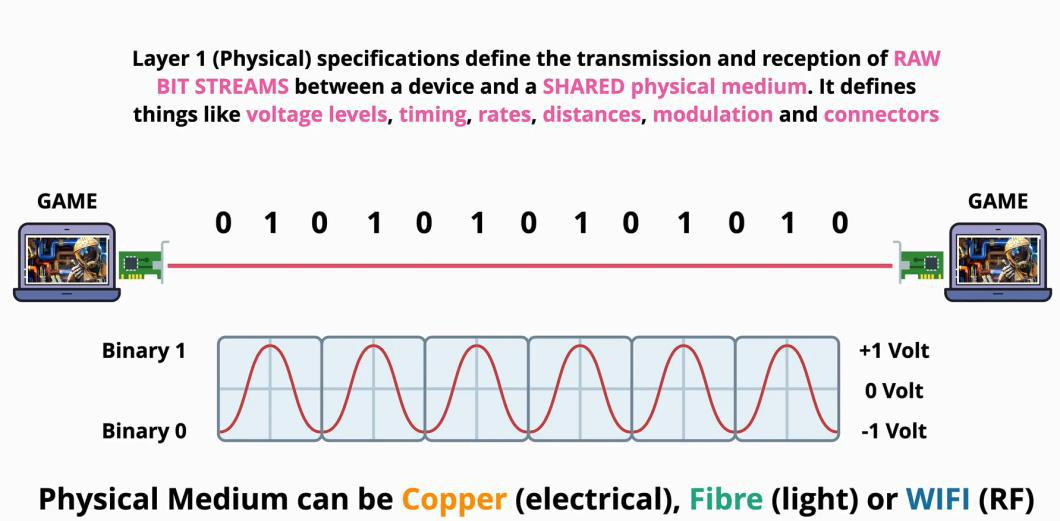 Layer 1 (Physical) specifications define the transmission and reception of RAW
BIT STREAMS between a device and a SHARED physical medium. It defines
things like voltage levels, timing, rates, distances, modulation and connectors
GAME
GAME
0 1 0 1 0 1 0 1 0 1 0 1 0
Binary 1
+1 Volt
0 Volt
Binary 0
-1 Volt
Physical Medium can be Copper (electrical), Fibre (light) or WIFI (RF)